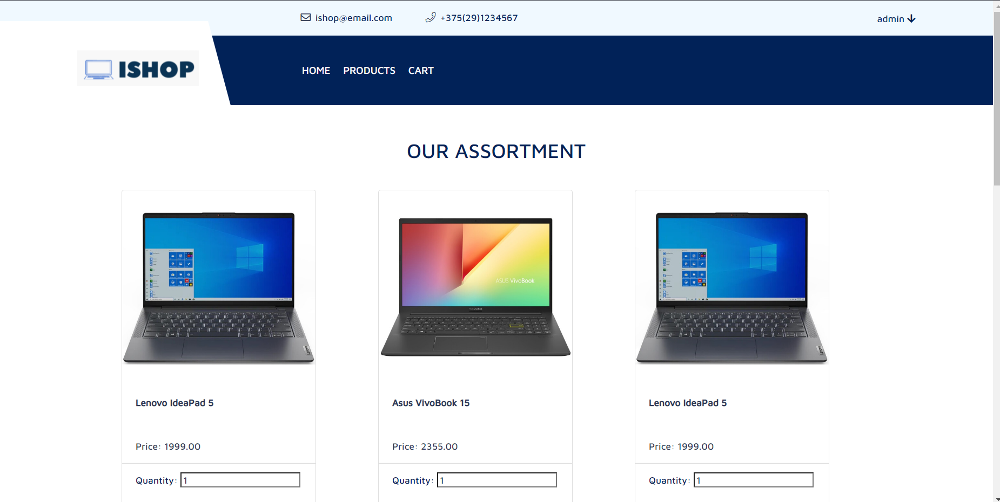 ishop@email.com
+375(29)1234567
admin
ISHOP
HOME PRODUCTS CART
OUR ASSORTMENT
ASUS VivoBook
Lenovo IdeaPad 5
Price: 1999.00
Quantity: 1
Asus VivoBook 15
Price: 2355.00
Quantity: 1
Lenovo IdeaPad 5
Price: 1999.00
Quantity: 1